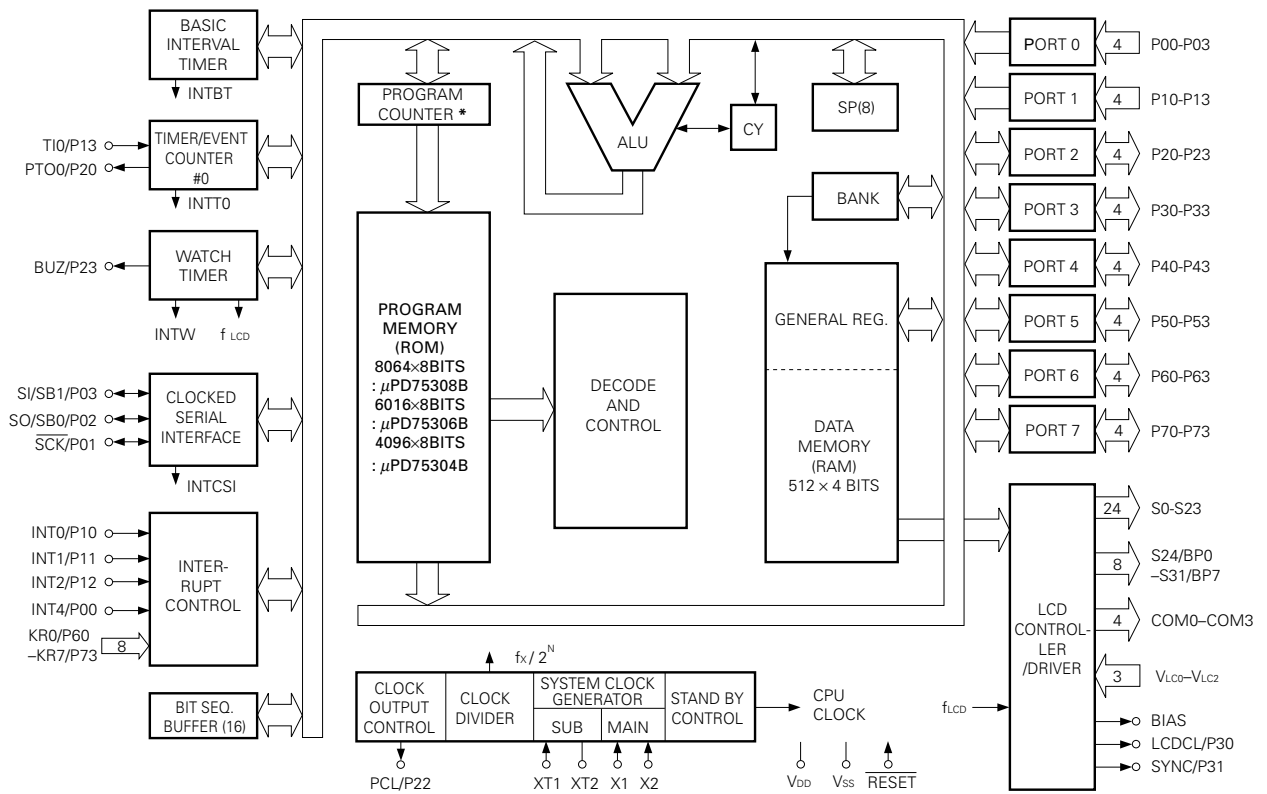 BASIC
INTERVAL
TIMER
INTBT
TI0/P13
PTO0/P20
TIMER/EVENT
COUNTER
#0
INTT0
BUZ/P23
WATCH
TIMER
INTW
f LCD
SI/SB1/P03
SO/SB0/P02
SCK/P01
CLOCKED
SERIAL
INTERFACE
INTCSI
INT0/P10
INT1/P11
INT2/P12
INT4/P00
KR0/P60
–KR7/P73
8
INTER-
RUPT
CONTROL
BIT SEQ.
BUFFER (16)
PROGRAM
COUNTER *
ALU
CY
SP(8)
BANK
PROGRAM
MEMORY
(ROM)
8064×8BITS
: μPD75308B
6016×8BITS
: μPD75306B
4096×8BITS
: μPD75304B
DECODE
AND
CONTROL
GENERAL REG.
DATA
MEMORY
(RAM)
512 × 4 BITS
fX / 2N
CLOCK
OUTPUT
CONTROL
CLOCK
DIVIDER
SYSTEM CLOCK
GENERATOR
SUB
MAIN
STAND BY
CONTROL
CPU
CLOCK
PCL/P22
XT1
XT2
X1
X2
VDD
VSS
RESET
PORT 0
4
P00-P03
PORT 1
4
P10-P13
PORT 2
4
P20-P23
PORT 3
4
P30-P33
PORT 4
4
P40-P43
PORT 5
4
P50-P53
PORT 6
4
P60-P63
PORT 7
4
P70-P73
LCD
CONTROL-
LER
/DRIVER
24
S0-S23
8
S24/BP0
–S31/BP7
4
COM0–COM3
3
VLC0–VLC2
fLCD
BIAS
LCDCL/P30
SYNC/P31